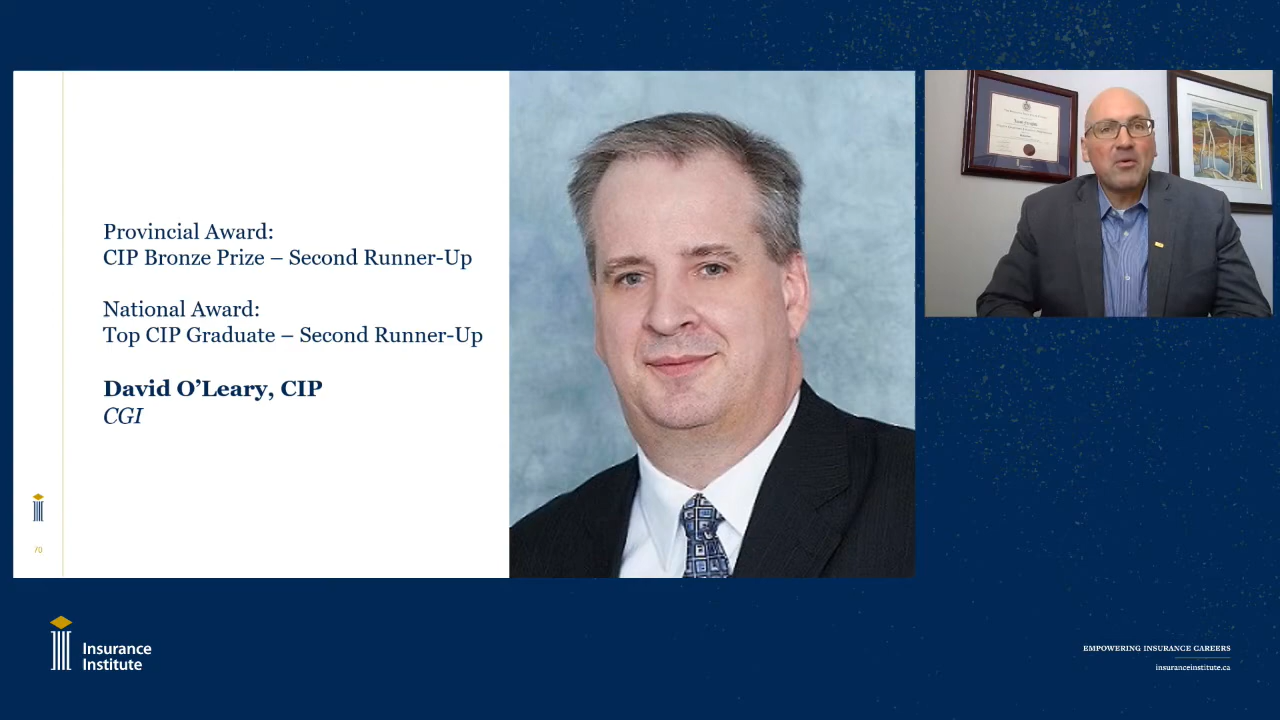 Provincial Award:
CIP Bronze Prize – Second Runner-Up
National Award:
Top CIP Graduate – Second Runner-Up
David O’Leary, CIP
CGI
70
Insurance
Institute
EMPOWERING INSURANCE CAREERS
insuranceinstitute.ca